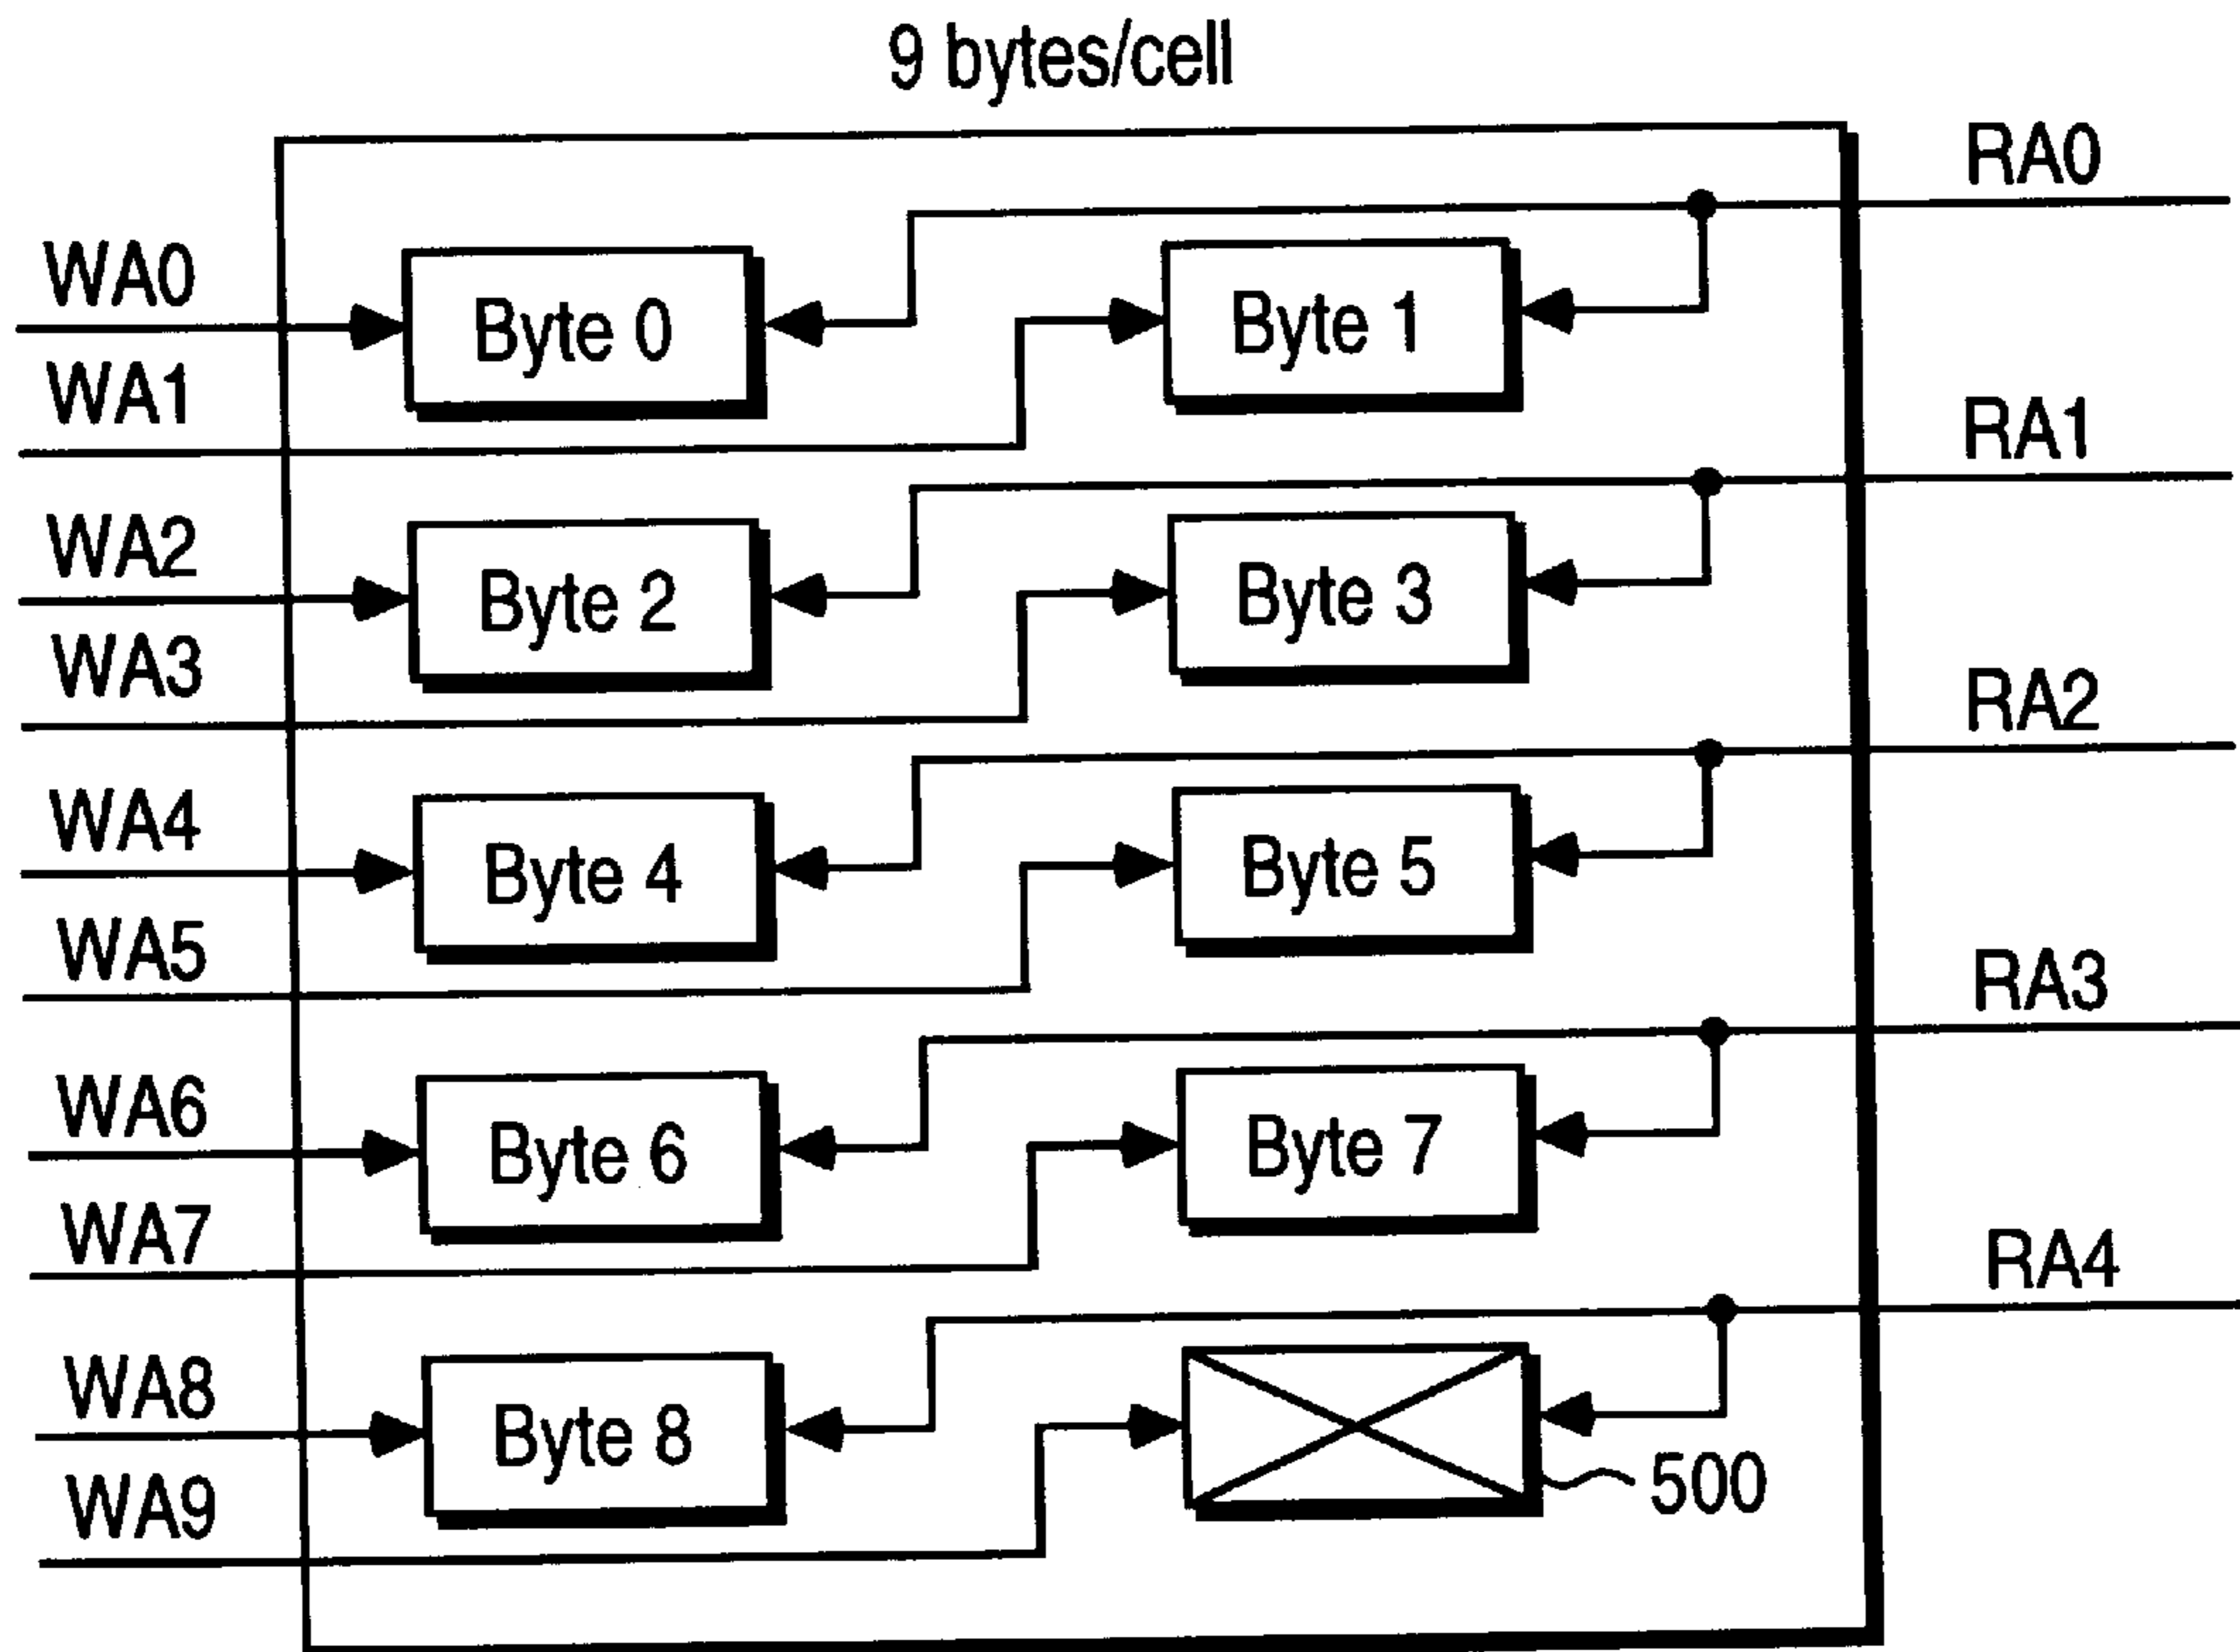 9 bytes/cell
RA0
WA0
Byte 0
Byte 1
WA1
RA1
WA2
Byte 2
Byte 3
WA3
RA2
WA4
Byte 4
Byte 5
WA5
RA3
WA6
Byte 6
Byte 7
WA7
RA4
WA8
Byte 8
500
WA9